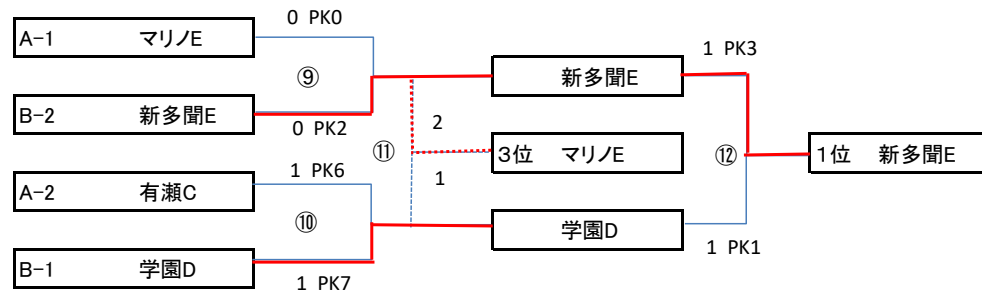 0 PK0
A-1 マリノE
⑨
1 PK3
新多聞E
B-2 新多聞E
0 PK2
2
⑪
3位 マリノE
⑫
1位 新多聞E
1 PK6
1
A-2 有瀬C
⑩
学園D
1 PK1
B-1 学園D
1 PK7